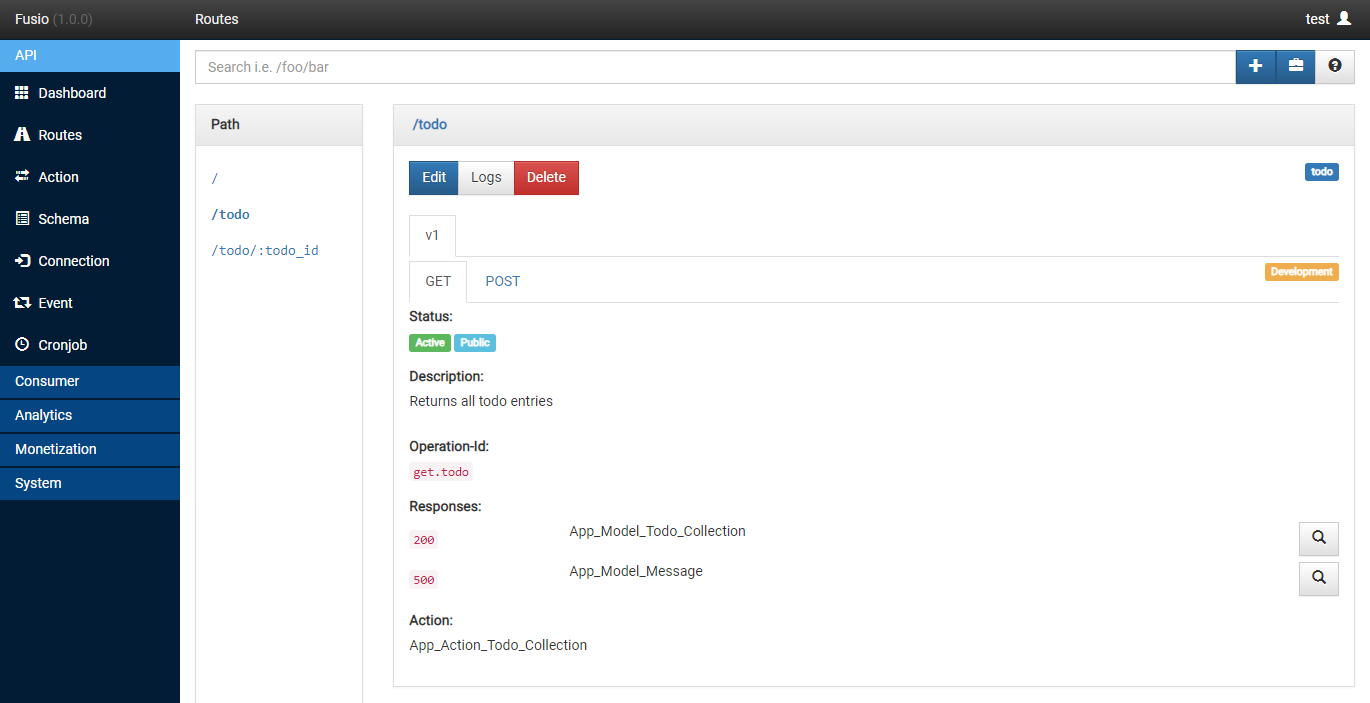 Fusio (1.0.0)
Routes
test
API
Dashboard
Routes
Action
Schema
Connection
Event
Cronjob
Consumer
Analytics
Monetization
System
Search i.e. /foo/bar
Path
/
/todo
/todo/:todo_id
/todo
Edit Logs Delete
todo
v1
GET POST
Development
Status:
Active Public
Description:
Returns all todo entries
Operation-Id:
get.todo
Responses:
200 App_Model_Todo_Collection
500 App_Model_Message
Action:
App_Action_Todo_Collection